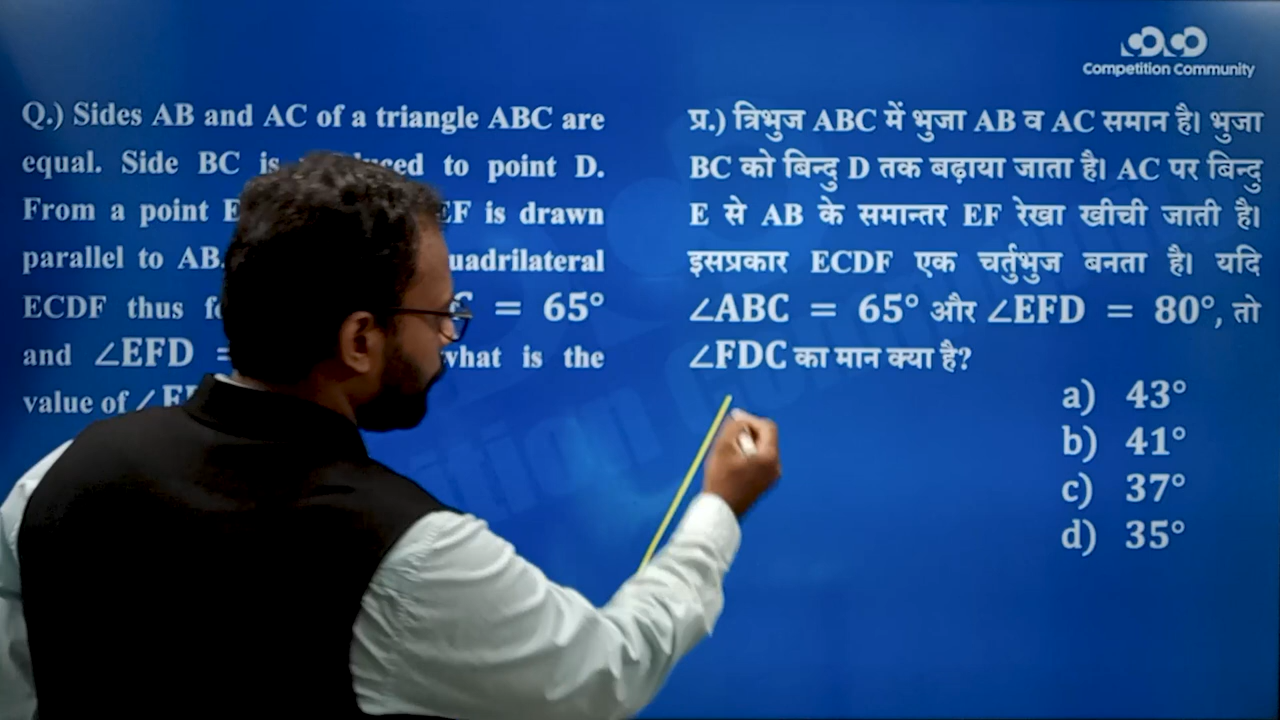 Competition Community
Q.) Sides AB and AC of a triangle ABC are
equal. Side BC is to point D.
From a point EF is drawn
parallel to AB. quadrilateral
ECDF thus = 65°
and ∠EFD what is the
value of
प्र.) त्रिभुज ABC में भुजा AB व AC समान है। भुजा
BC को बिन्दु D तक बढ़ाया जाता है। AC पर बिन्दु
E से AB के समान्तर EF रेखा खीची जाती है।
इसप्रकार ECDF एक चर्तुभुज बनता है। यदि
∠ABC = 65° और ∠EFD = 80°, तो
∠FDC का मान क्या है?
a) 43°
b) 41°
c) 37°
d) 35°